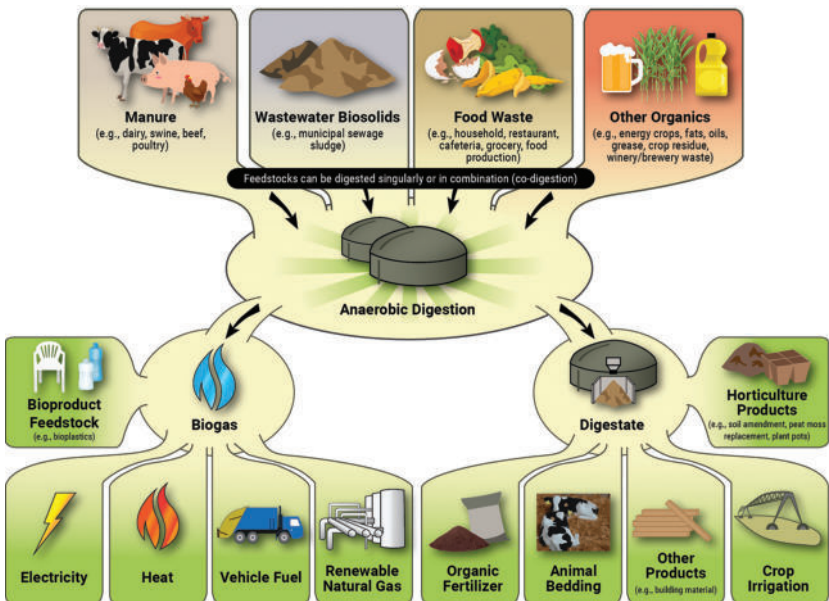 Manure
(e.g., dairy, swine, beef,
poultry)
Wastewater Biosolids
(e.g., municipal sewage
sludge)
Food Waste
(e.g., household, restaurant,
cafeteria, grocery, food
production)
Other Organics
(e.g., energy crops, fats, oils,
grease, crop residue,
winery/brewery waste)
Feedstocks can be digested singularly or in combination (co-digestion)
Anaerobic Digestion
Bioproduct
Feedstock
(e.g., bioplastics)
Biogas
Digestate
Horticulture
Products
(e.g., soil amendment, peat moss
replacement, plant pots)
Electricity
Heat
Vehicle Fuel
Renewable
Natural Gas
Organic
Fertilizer
Animal
Bedding
Other
Products
(e.g., building material)
Crop
Irrigation